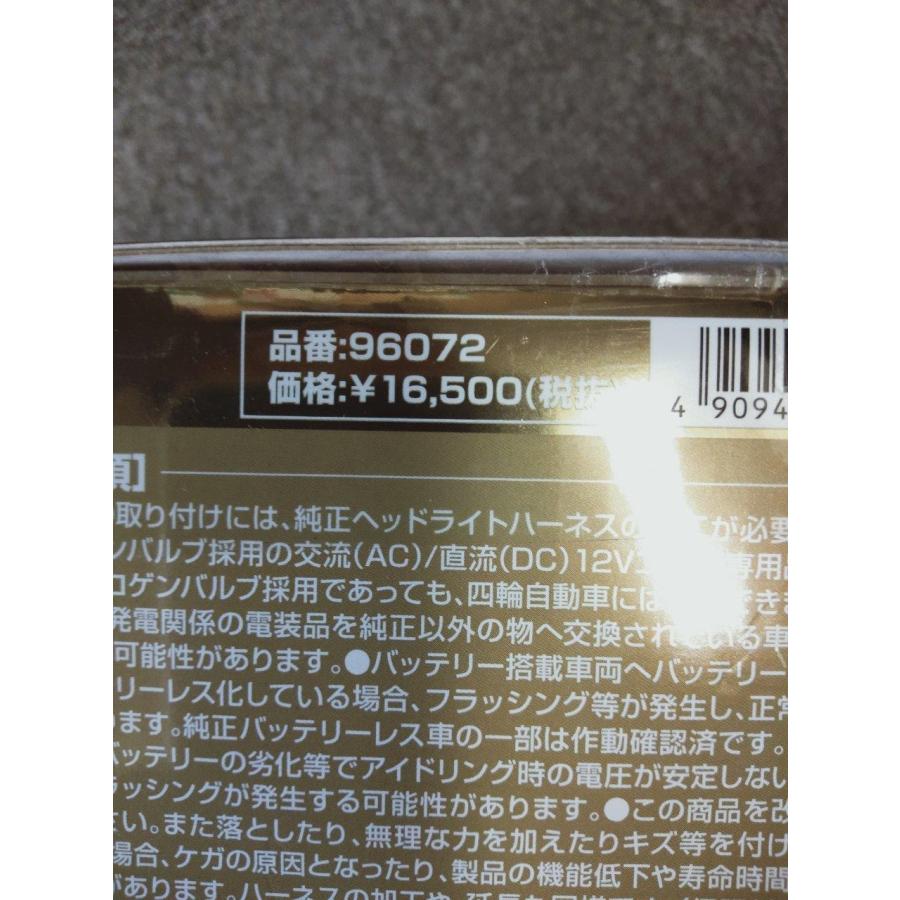 品番:96072
価格:¥16,500(税抜)
4 9094
項]
取り付けには、純正ヘッドライトハーネスの 工が必要
ンバルブ採用の交流(AC)/直流(DC)12V 専用
ロゲンバルブ採用であっても、四輪自動車には
発電関係の電装品を純正以外の物へ交換され いる車
可能性があります。●バッテリー搭載車両へバッテリー
リーレス化している場合、フラッシング等が発生し、正常
ます。純正バッテリーレス車の一部は作動確認済です。
バッテリーの劣化等でアイドリング時の電圧が安定しない
ラッシングが発生する可能性があります。●この商品を改
さい。また落としたり、無理な力を加えたりキズ等を付け
場合、ケガの原因となったり、製品の機能低下や寿命時間
があります。ハーネスの加工や